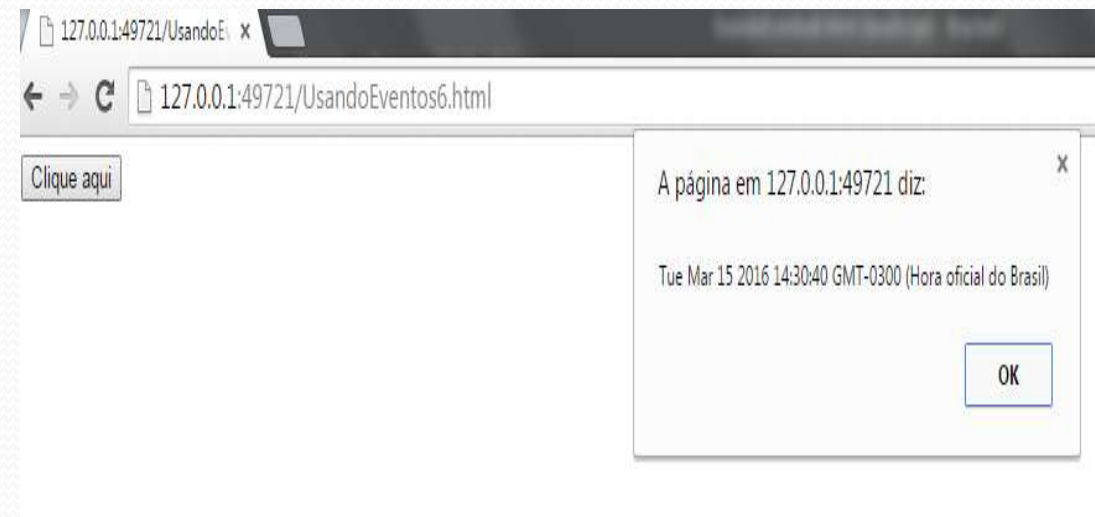 127.0.0.1:49721/UsandoEv
127.0.0.1:49721/UsandoEventos6.html
Clique aqui
A página em 127.0.0.1:49721 diz:
Tue Mar 15 2016 14:30:40 GMT-0300 (Hora oficial do Brasil)
OK